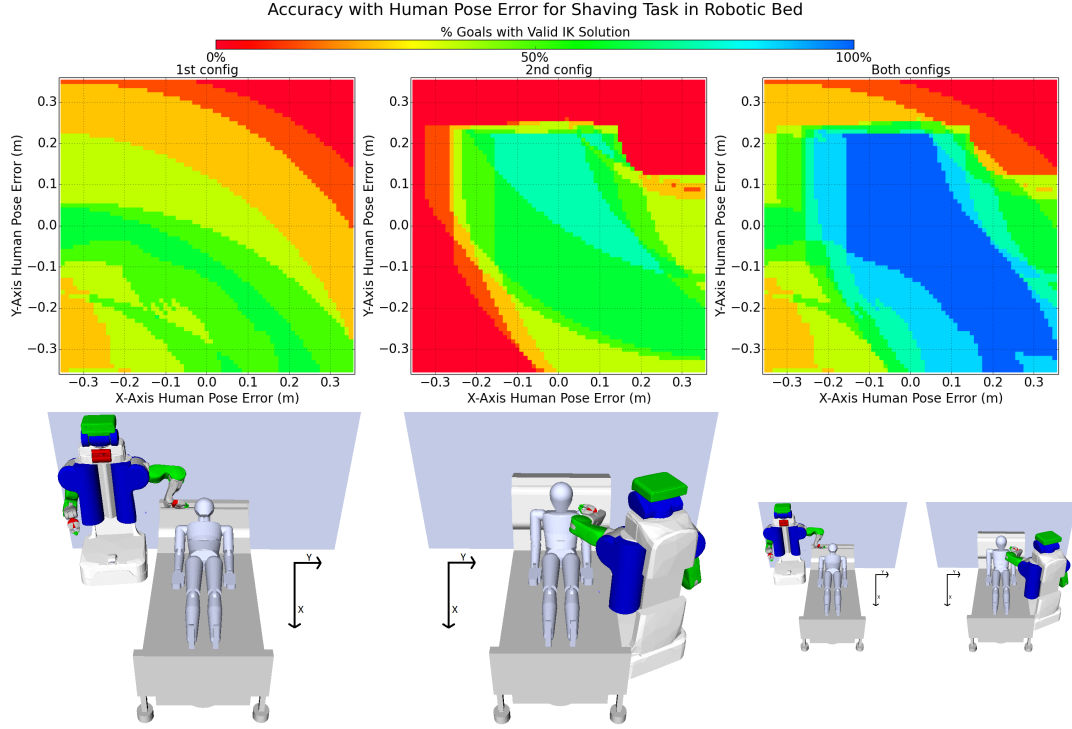 Accuracy with Human Pose Error for Shaving Task in Robotic Bed
% Goals with Valid IK Solution
0% 50% 100%
1st config 2nd config Both configs
Y-Axis Human Pose Error (m)
0.3
0.2
0.1
0.0
−0.1
−0.2
−0.3
−0.3 −0.2 −0.1 0.0 0.1 0.2 0.3
X-Axis Human Pose Error (m)
Y-Axis Human Pose Error (m)
0.3
0.2
0.1
0.0
−0.1
−0.2
−0.3
−0.3 −0.2 −0.1 0.0 0.1 0.2 0.3
X-Axis Human Pose Error (m)
Y-Axis Human Pose Error (m)
0.3
0.2
0.1
0.0
−0.1
−0.2
−0.3
−0.3 −0.2 −0.1 0.0 0.1 0.2 0.3
X-Axis Human Pose Error (m)
Y
X
Y
X
Y
X
Y
X